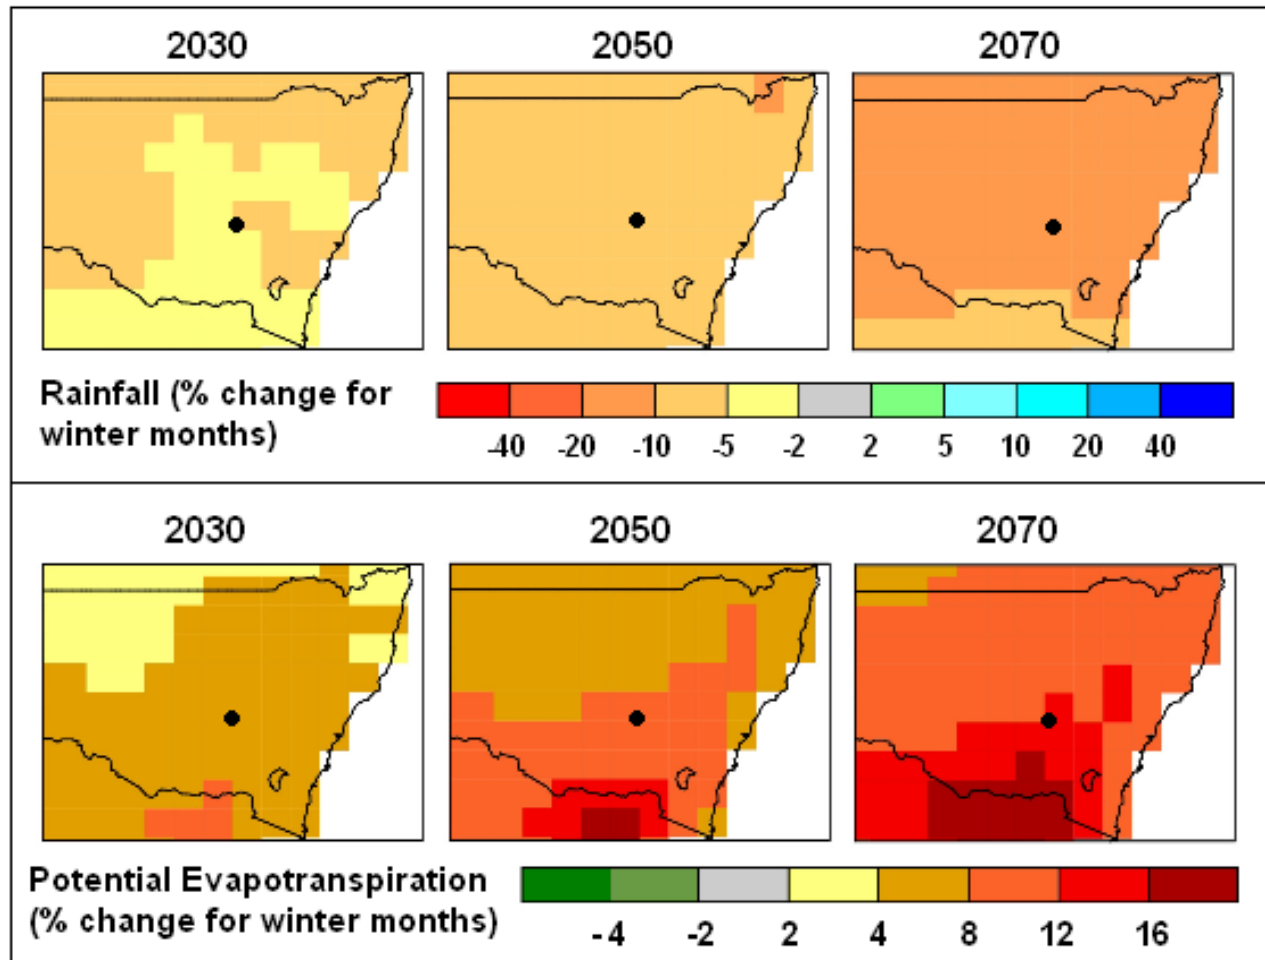 2030 2050 2070
Rainfall (% change for
winter months)
-40 -20 -10 -5 -2 2 5 10 20 40
2030 2050 2070
Potential Evapotranspiration
(% change for winter months)
-4 -2 2 4 8 12 16